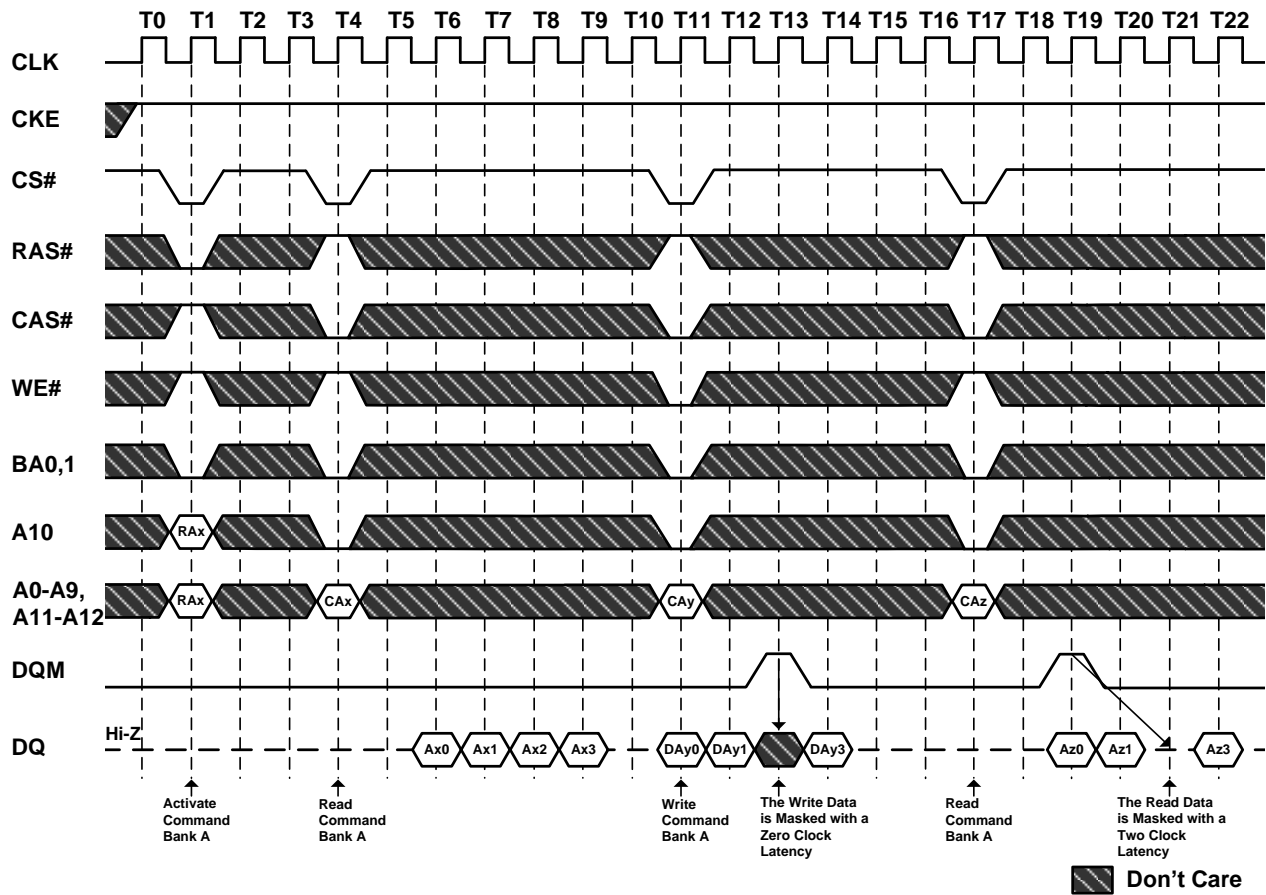 T0 T1 T2 T3 T4 T5 T6 T7 T8 T9 T10 T11 T12 T13 T14 T15 T16 T17 T18 T19 T20 T21 T22
CLK
CKE
CS#
RAS#
CAS#
WE#
BA0,1
A10
RAx
A0-A9,
A11-A12
RAx CAx CAy CAz
DQM
DQ
Hi-Z
Ax0 Ax1 Ax2 Ax3 DAy0 DAy1 DAy3 Az0 Az1 Az3
Activate
Command
Bank A
Read
Command
Bank A
Write
Command
Bank A
The Write Data
is Masked with a
Zero Clock
Latency
Read
Command
Bank A
The Read Data
is Masked with a
Two Clock
Latency
Don't Care